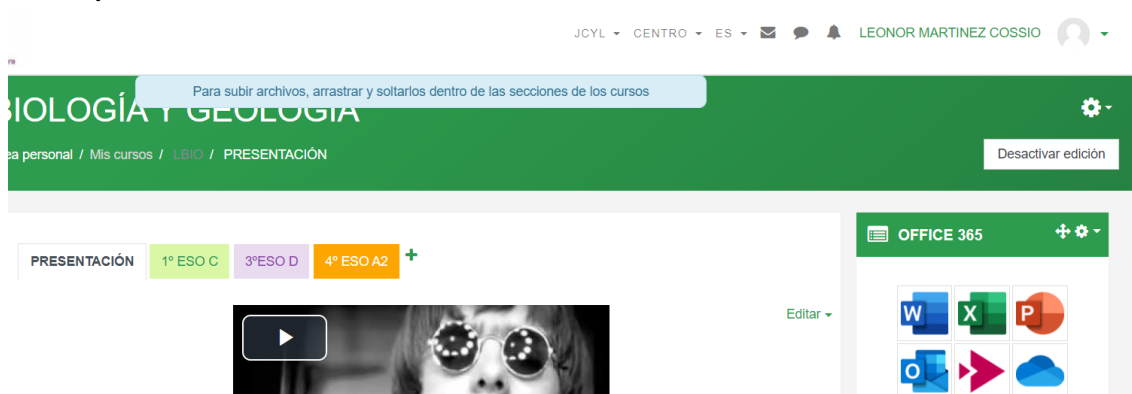 JCYL CENTRO ES LEONOR MARTINEZ COSSIO
Para subir archivos, arrastrar y soltarlos dentro de las secciones de los cursos
BIOLOGÍA Y GEOLOGÍA
ea personal / Mis cursos / LBIO / PRESENTACIÓN
Desactivar edición
OFFICE 365
PRESENTACIÓN 1º ESO C 3ºESO D 4º ESO A2 +
Editar
W X P
O